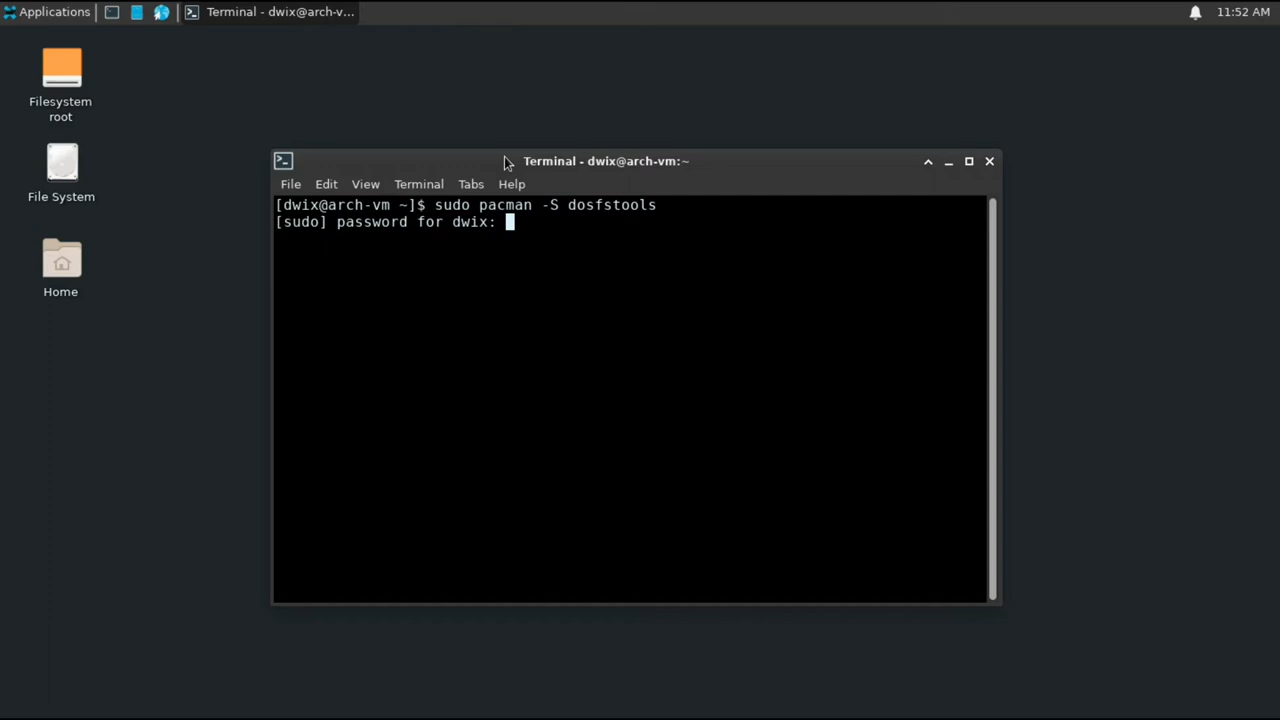 Applications
Terminal - dwix@arch-v...
11:52 AM
Filesystem
root
File System
Home
Terminal - dwix@arch-vm:~
File Edit View Terminal Tabs Help
[dwix@arch-vm ~]$ sudo pacman -S dosfstools
[sudo] password for dwix: